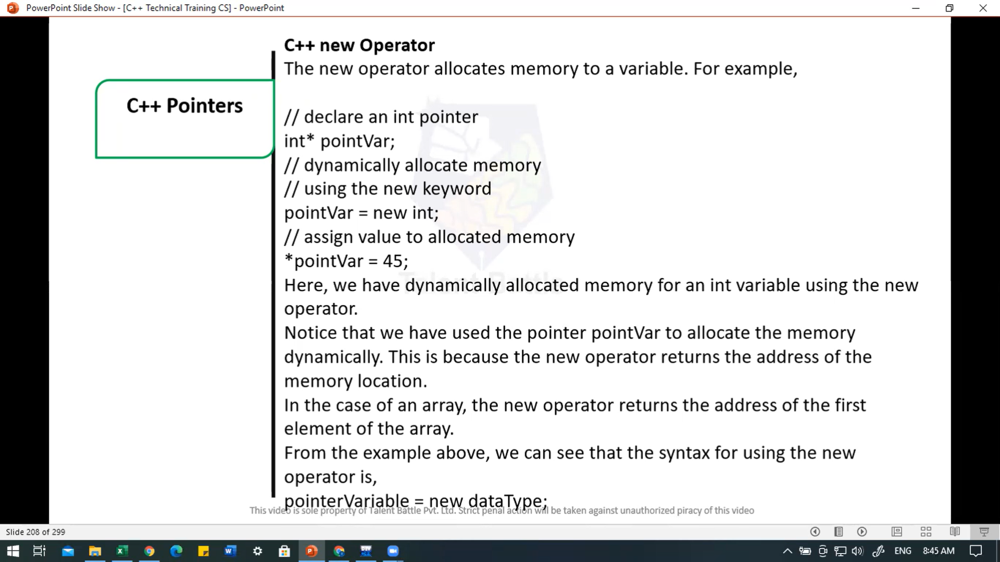 PowerPoint Slide Show - [C++ Technical Training CS] - PowerPoint
C++ Pointers
C++ new Operator
The new operator allocates memory to a variable. For example,
// declare an int pointer
int* pointVar;
// dynamically allocate memory
// using the new keyword
pointVar = new int;
// assign value to allocated memory
*pointVar = 45;
Here, we have dynamically allocated memory for an int variable using the new
operator.
Notice that we have used the pointer pointVar to allocate the memory
dynamically. This is because the new operator returns the address of the
memory location.
In the case of an array, the new operator returns the address of the first
element of the array.
From the example above, we can see that the syntax for using the new
operator is,
pointerVariable = new dataType;
Talent Battle
This video is sole property of Talent Battle Pvt. Ltd. Strict penal action will be taken against unauthorized piracy of this video
Slide 208 of 299
DEV
ENG
8:45 AM